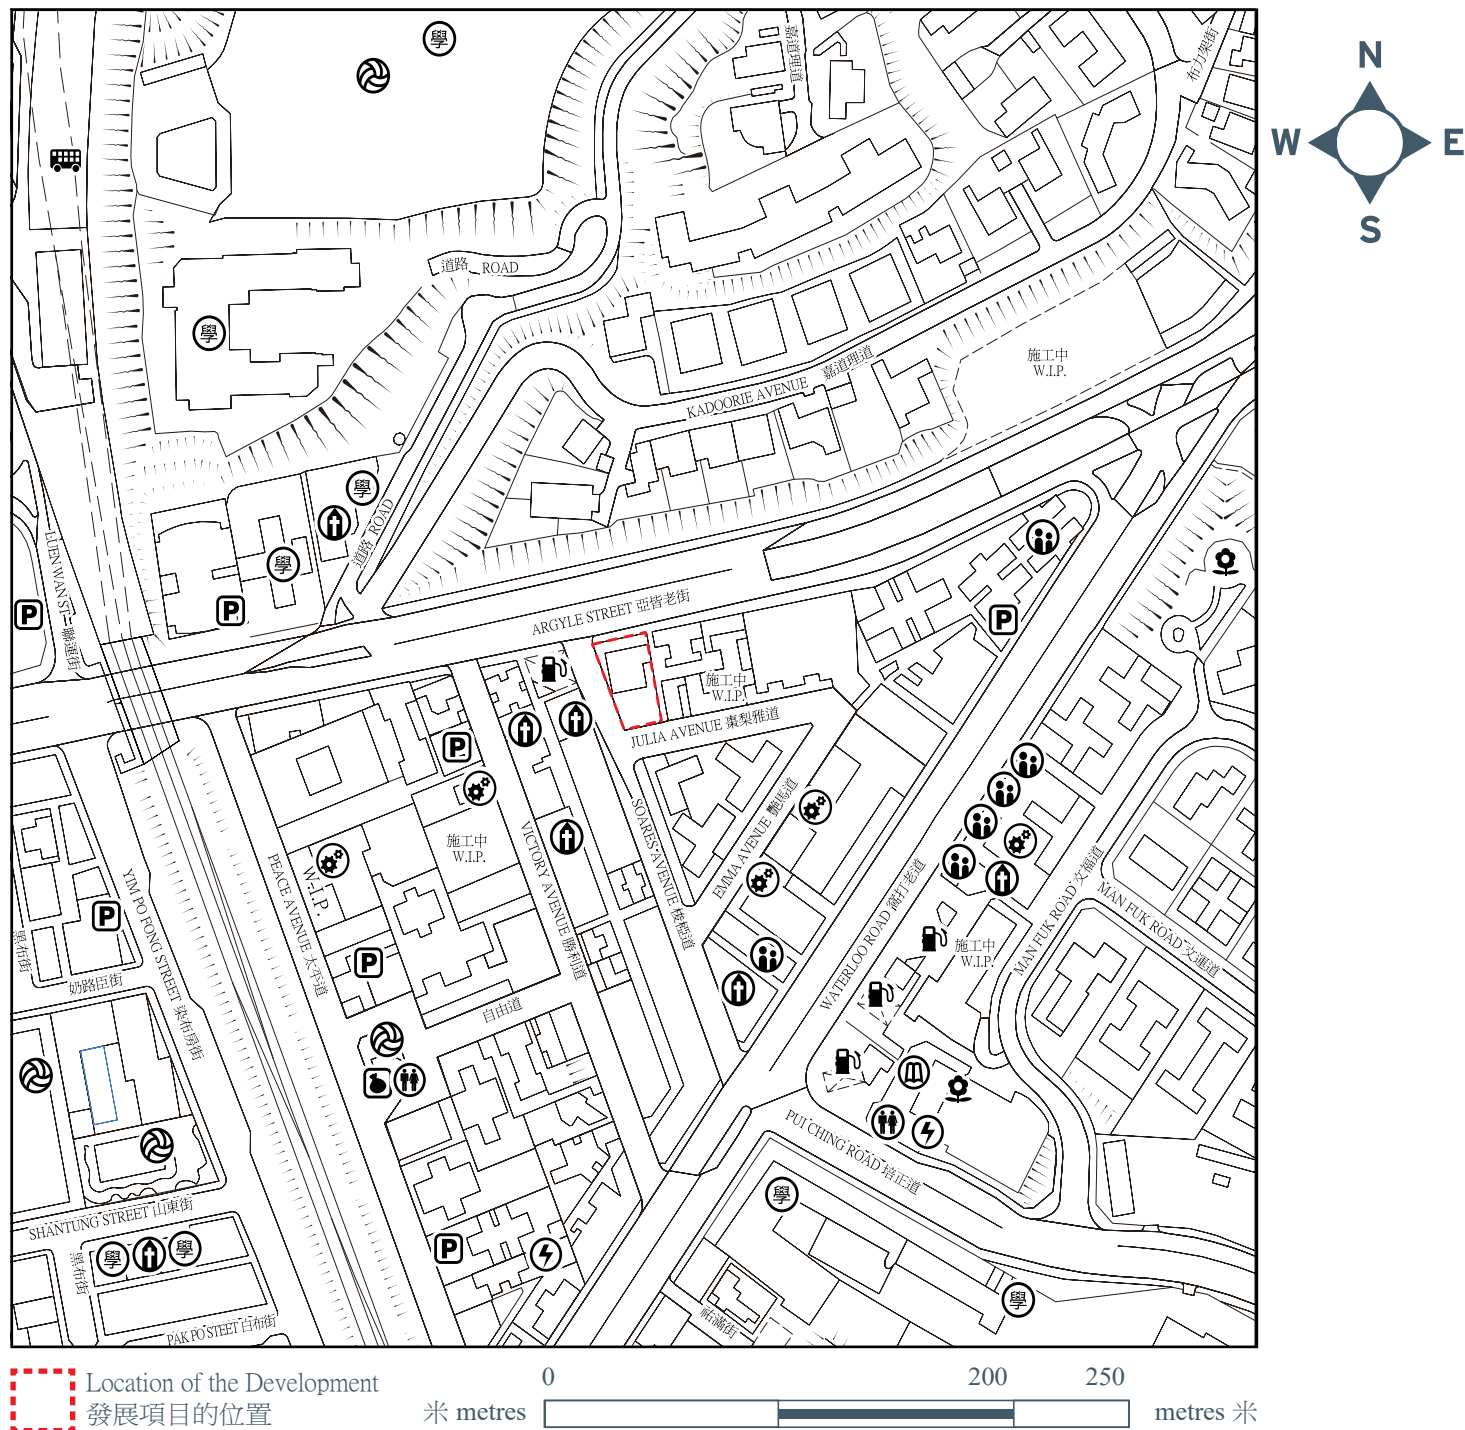 N
W
E
S
學
嘉道理道
布力架街
道路 ROAD
學
施工中
W.I.P.
KADOORIE AVENUE 嘉道理道
學
道路 ROAD
學
P
P
P
LUEN WAN ST. 聯運街
ARGYLE STREET 亞皆老街
施工中
W.I.P.
JULIA AVENUE 棗梨雅道
P
施工中
W.I.P.
W.I.P.
SOARES AVENUE 梭椏道
EMMA AVENUE 艷馬道
VICTORY AVENUE 勝利道
PEACE AVENUE 太平道
YIM PO FONG STREET 染布房街
WATERLOO ROAD 窩打老道
MAN FUK ROAD 文福道
MAN FUK ROAD 文運道
P
黑布街
P
施工中
W.I.P.
奶路臣街
自由道
PUI CHING ROAD 培正道
學
SHANTUNG STREET 山東街
學
學
P
黑布街
學
祐滿街
PAK PO STEET 白布街
Location of the Development
發展項目的位置
0
200
250
米 metres
metres 米